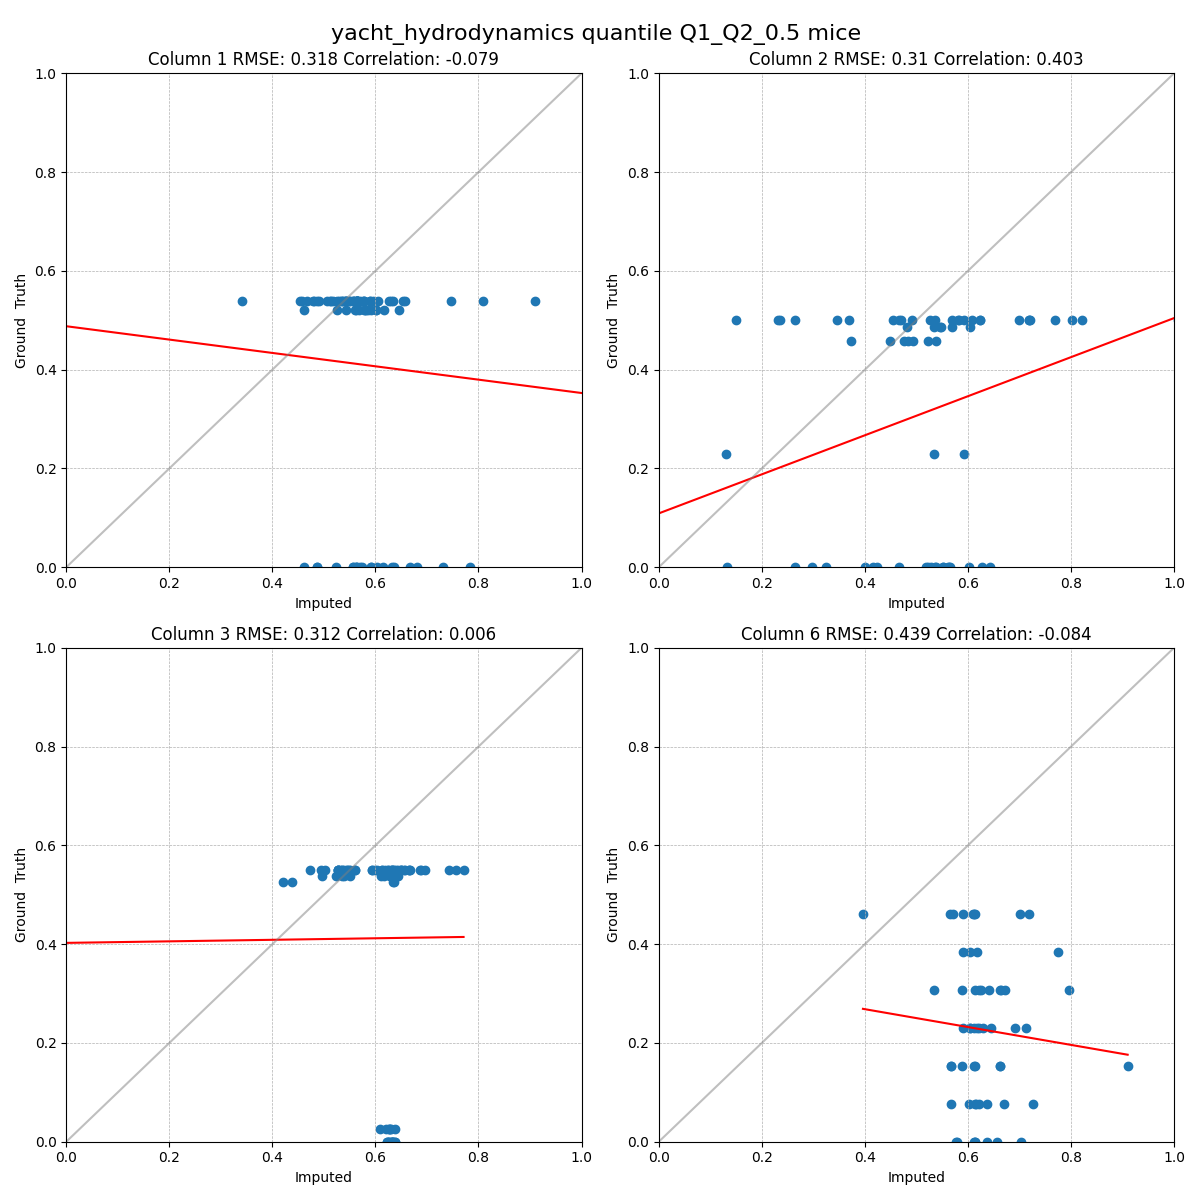 yacht_hydrodynamics quantile Q1_Q2_0.5 mice
Column 1 RMSE: 0.318 Correlation: -0.079
1.0
0.8
0.6
0.4
0.2
0.0
Ground  Truth
0.0 0.2 0.4 0.6 0.8 1.0
Imputed
Column 2 RMSE: 0.31 Correlation: 0.403
1.0
0.8
0.6
0.4
0.2
0.0
Ground  Truth
0.0 0.2 0.4 0.6 0.8 1.0
Imputed
Column 3 RMSE: 0.312 Correlation: 0.006
1.0
0.8
0.6
0.4
0.2
0.0
Ground  Truth
0.0 0.2 0.4 0.6 0.8 1.0
Imputed
Column 6 RMSE: 0.439 Correlation: -0.084
1.0
0.8
0.6
0.4
0.2
0.0
Ground  Truth
0.0 0.2 0.4 0.6 0.8 1.0
Imputed